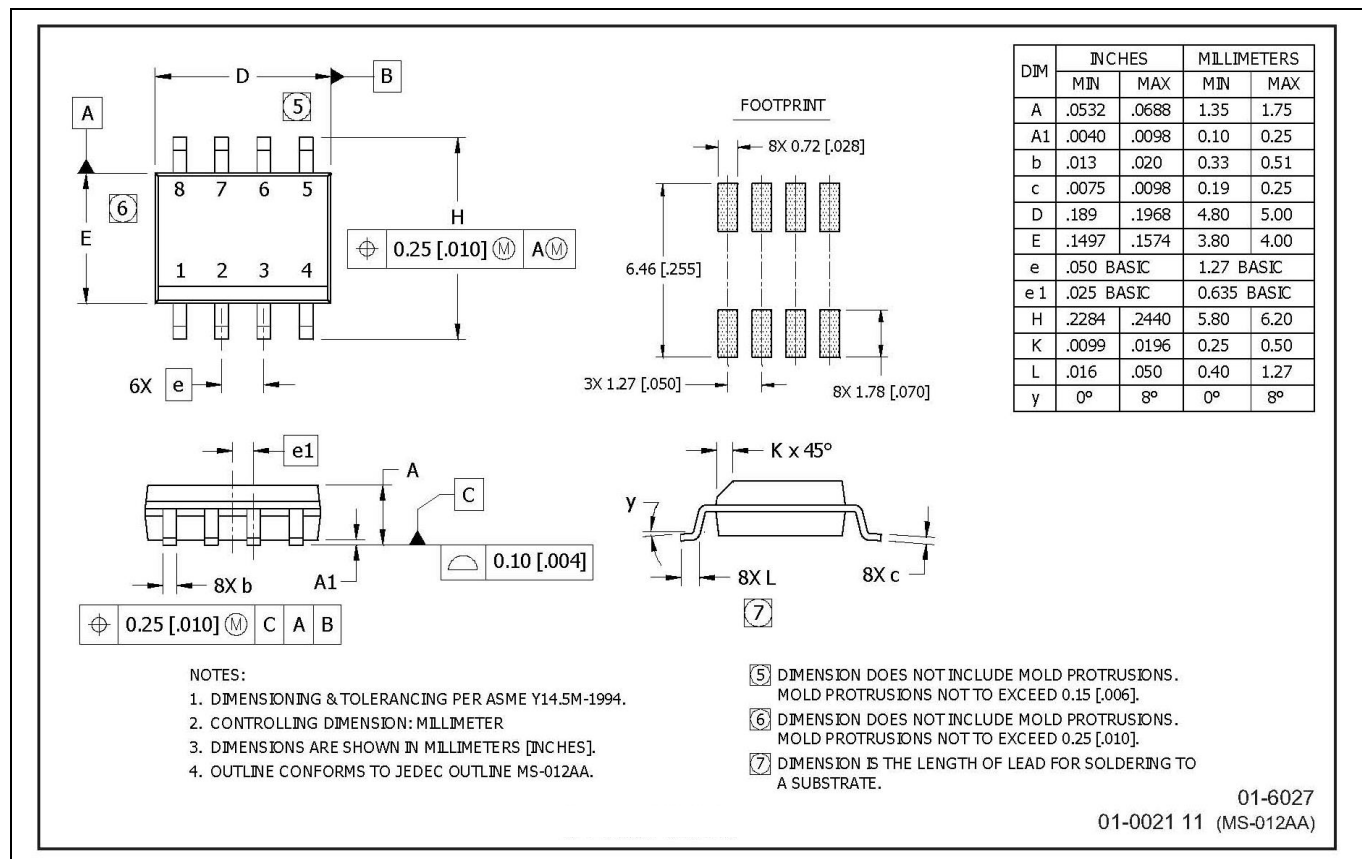 D
B
5
A
8 7 6 5
6
E
H
⌖ 0.25 [.010] Ⓜ A Ⓜ
1 2 3 4
6X e
FOOTPRINT
8X 0.72 [.028]
6.46 [.255]
3X 1.27 [.050]
8X 1.78 [.070]
DIM INCHES MILLIMETERS
MIN MAX MIN MAX
A .0532 .0688 1.35 1.75
A1 .0040 .0098 0.10 0.25
b .013 .020 0.33 0.51
c .0075 .0098 0.19 0.25
D .189 .1968 4.80 5.00
E .1497 .1574 3.80 4.00
e .050 BASIC 1.27 BASIC
e 1 .025 BASIC 0.635 BASIC
H .2284 .2440 5.80 6.20
K .0099 .0196 0.25 0.50
L .016 .050 0.40 1.27
y 0° 8° 0° 8°
e1
A
C
0.10 [.004]
8X b
A1
⌖ 0.25 [.010] Ⓜ C A B
K x 45°
y
8X L
8X c
7
NOTES:
1. DIMENSIONING & TOLERANCING PER ASME Y14.5M-1994.
2. CONTROLLING DIMENSION: MILLIMETER
3. DIMENSIONS ARE SHOWN IN MILLIMETERS [INCHES].
4. OUTLINE CONFORMS TO JEDEC OUTLINE MS-012AA.
5 DIMENSION DOES NOT INCLUDE MOLD PROTRUSIONS.
MOLD PROTRUSIONS NOT TO EXCEED 0.15 [.006].
6 DIMENSION DOES NOT INCLUDE MOLD PROTRUSIONS.
MOLD PROTRUSIONS NOT TO EXCEED 0.25 [.010].
7 DIMENSION IS THE LENGTH OF LEAD FOR SOLDERING TO
A SUBSTRATE.
01-6027
01-0021 11 (MS-012AA)